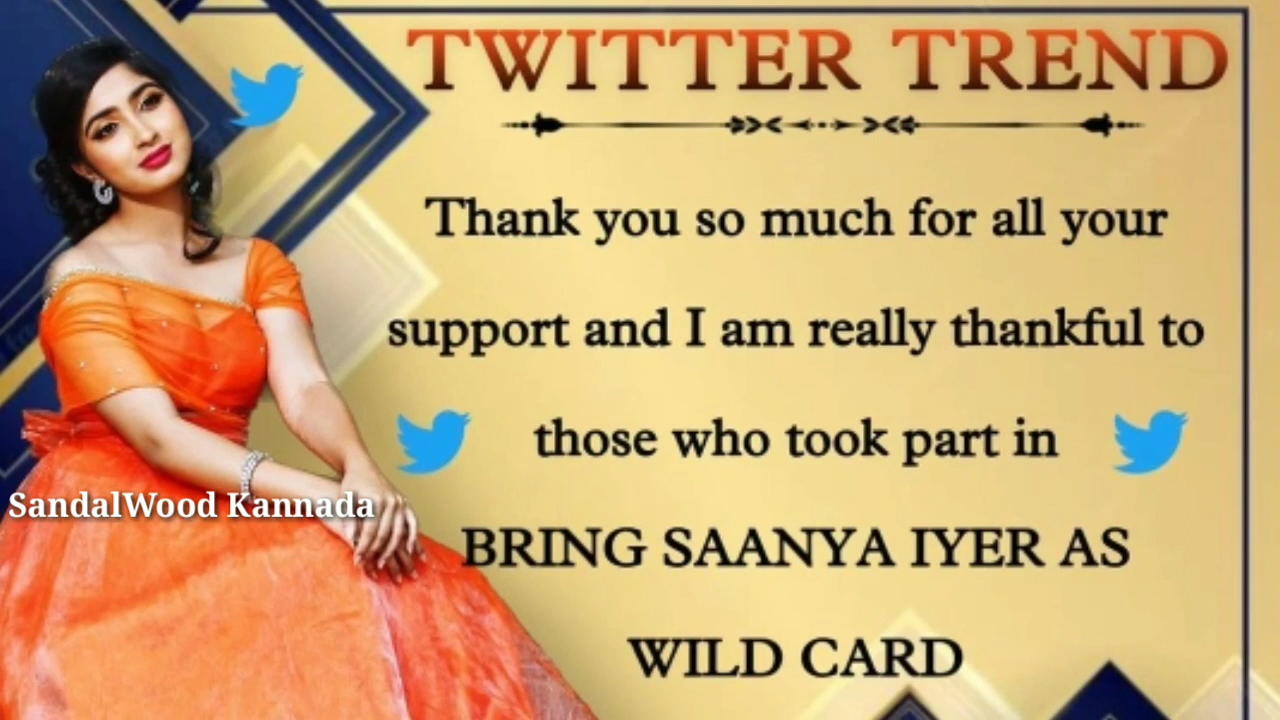 TWITTER TREND
Thank you so much for all your
support and I am really thankful to
those who took part in
SandalWood Kannada
BRING SAANYA IYER AS
WILD CARD